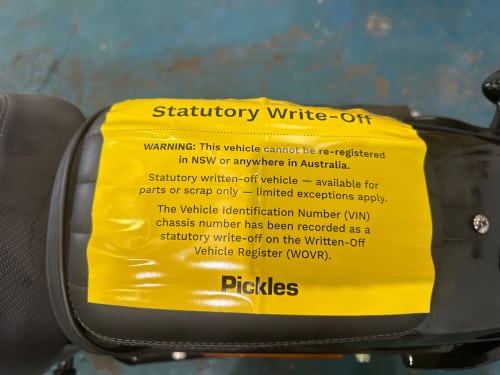 Statutory Write-Off
WARNING: This vehicle cannot be re-registered
in NSW or anywhere in Australia.
Statutory written-off vehicle — available for
parts or scrap only — limited exceptions apply.
The Vehicle Identification Number (VIN)
chassis number has been recorded as a
statutory write-off on the Written-Off
Vehicle Register (WOVR).
Pickles